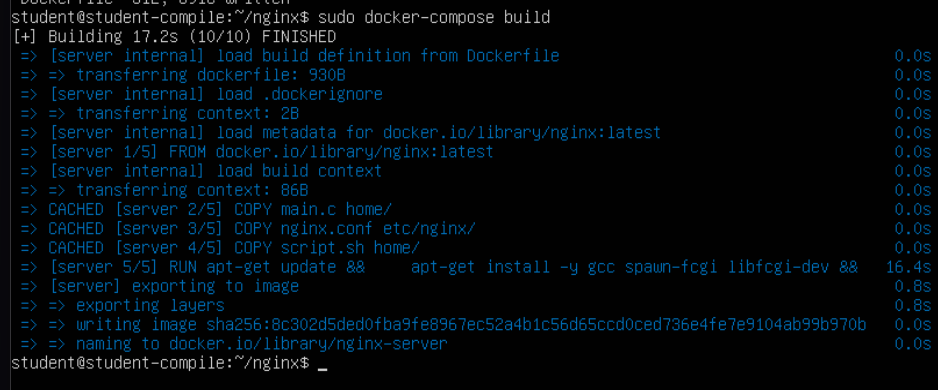 student@student-compile:~/nginx$ sudo docker-compose build
[+] Building 17.2s (10/10) FINISHED
=> [server internal] load build definition from Dockerfile 0.0s
=> => transferring dockerfile: 930B 0.0s
=> [server internal] load .dockerignore 0.0s
=> => transferring context: 2B 0.0s
=> [server internal] load metadata for docker.io/library/nginx:latest 0.0s
=> [server 1/5] FROM docker.io/library/nginx:latest 0.0s
=> [server internal] load build context 0.0s
=> => transferring context: 86B 0.0s
=> CACHED [server 2/5] COPY main.c home/ 0.0s
=> CACHED [server 3/5] COPY nginx.conf etc/nginx/ 0.0s
=> CACHED [server 4/5] COPY script.sh home/ 0.0s
=> [server 5/5] RUN apt-get update && apt-get install -y gcc spawn-fcgi libfcgi-dev && 16.4s
=> [server] exporting to image 0.8s
=> => exporting layers 0.8s
=> => writing image sha256:8c302d5ded0fba9fe8967ec52a4b1c56d65ccd0ced736e4fe7e9104ab99b970b 0.0s
=> => naming to docker.io/library/nginx-server 0.0s
student@student-compile:~/nginx$ _